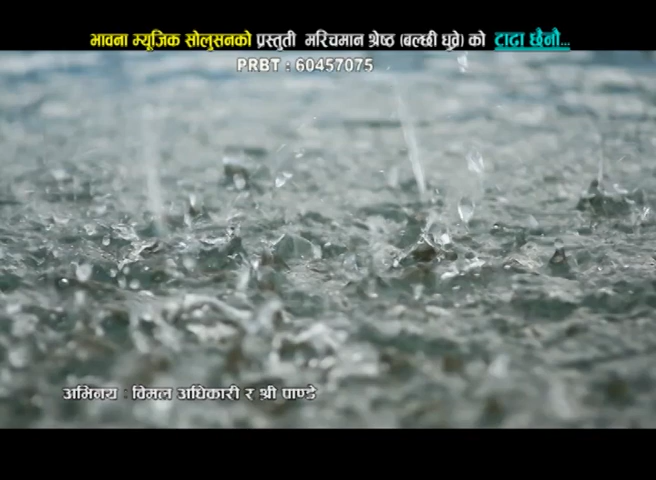 भावना म्यूजिक सोलुसनको प्रस्तुती मरिचमान श्रेष्ठ (बल्छी धुव्रे) को टाढा छैनौ...
PRBT : 60457075
अभिनय : विमल अधिकारी र श्री पाण्डे